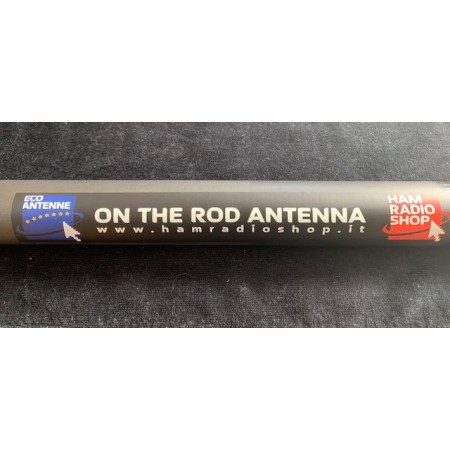 ECO
ANTENNE
ON THE ROD ANTENNA
www.hamradioshop.it
HAM
RADIO
SHOP